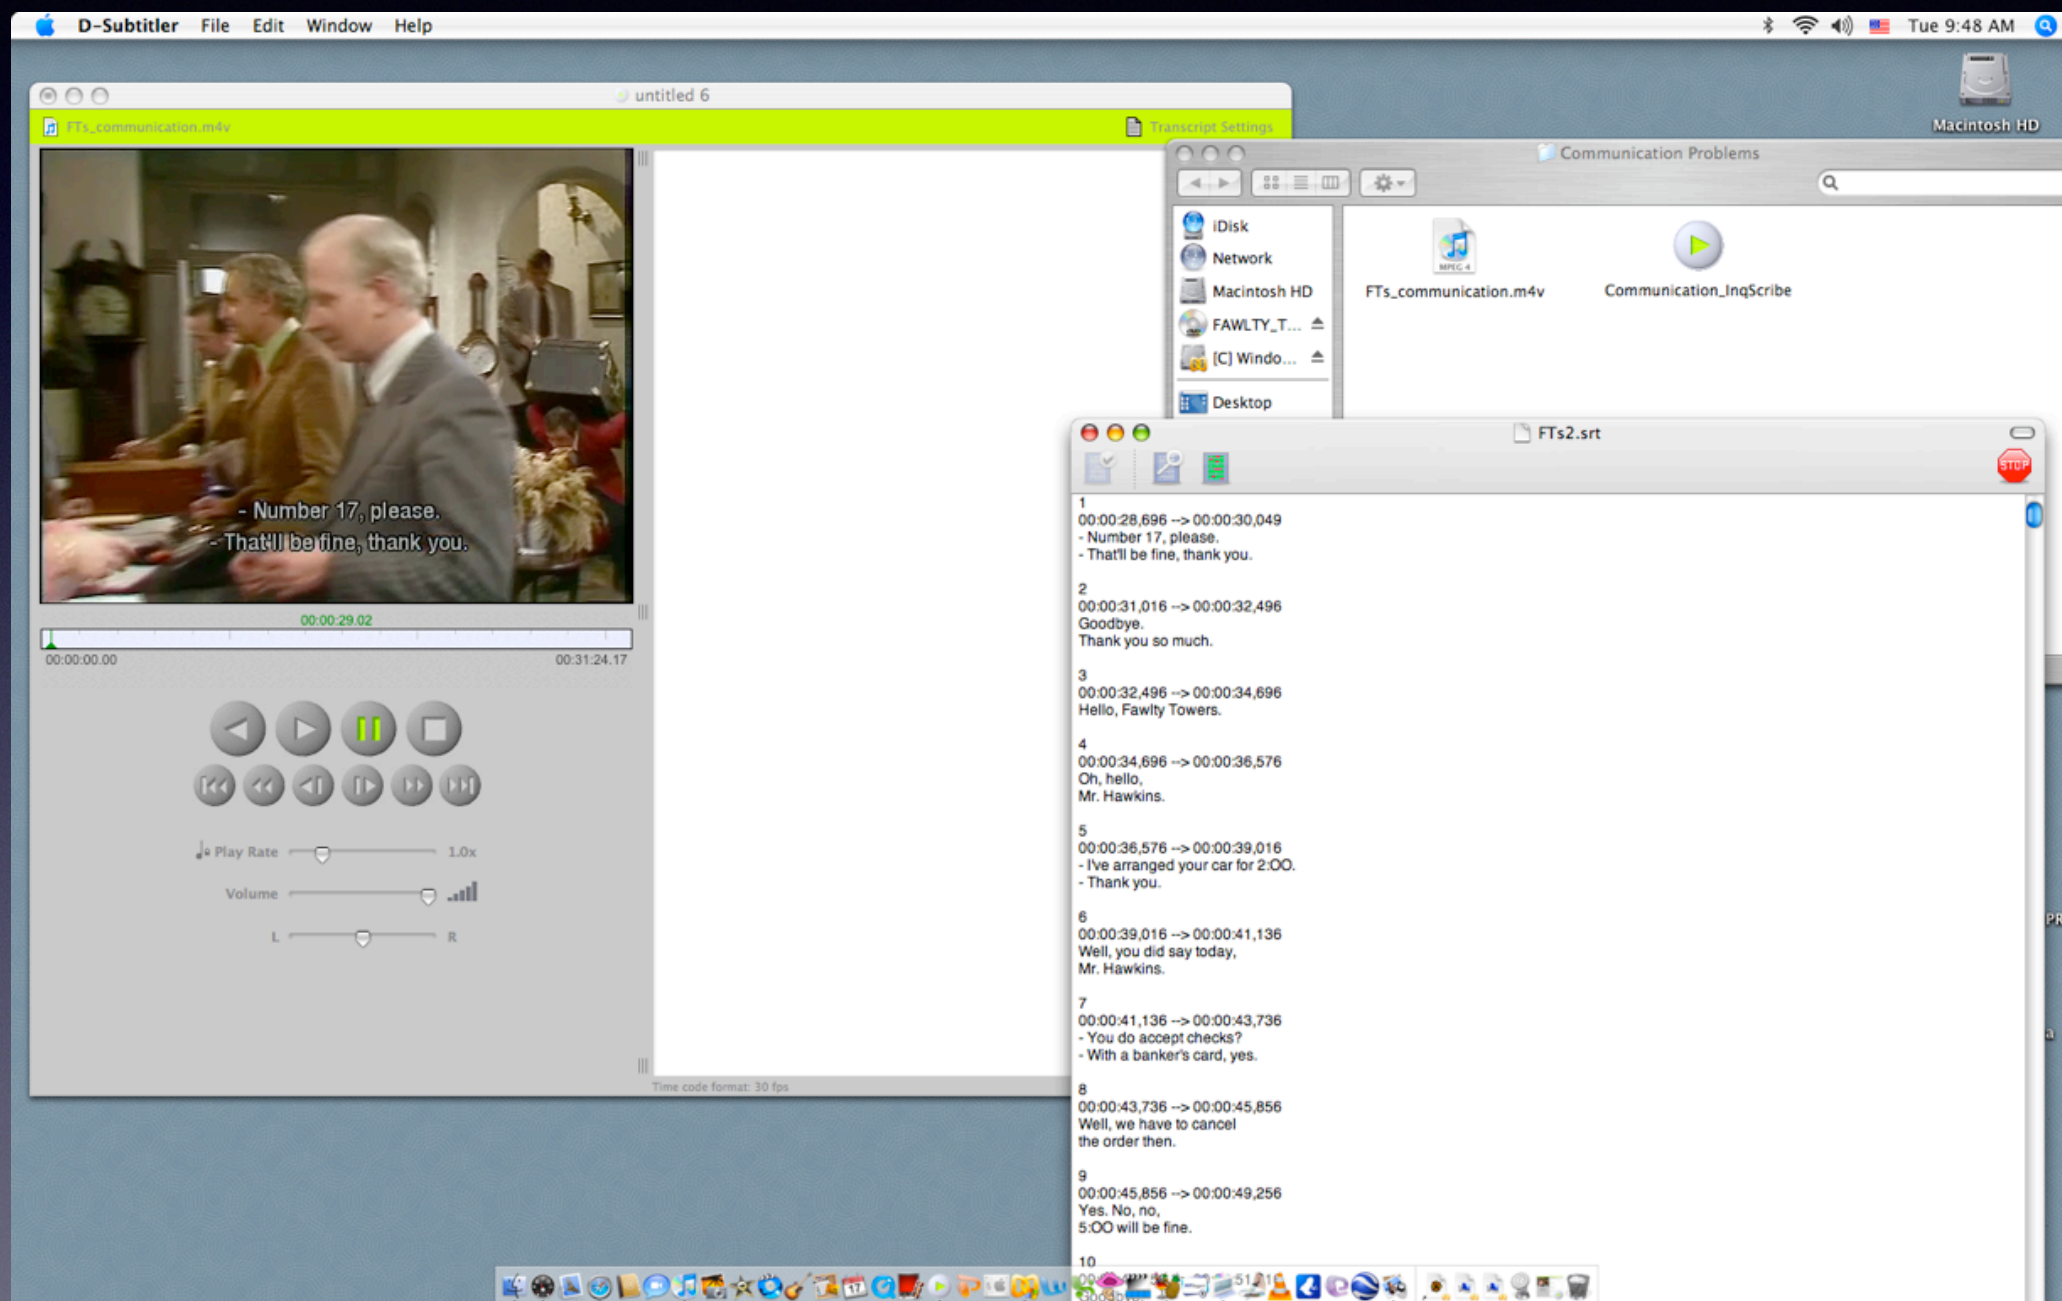 D-Subtitler File Edit Window Help
Tue 9:48 AM
Macintosh HD
untitled 6
FTs_communication.m4v
Transcript Settings
- Number 17, please.
- That'll be fine, thank you.
00:00:29.02
00:00:00.00
00:31:24.17
Play Rate
1.0x
Volume
L
R
Time code format: 30 fps
Communication Problems
iDisk
Network
Macintosh HD
FAWLTY_T...
[C] Windo...
Desktop
MPEG 4
FTs_communication.m4v
Communication_InqScribe
FTs2.srt
STOP
1
00:00:28,696 --> 00:00:30,049
- Number 17, please.
- That'll be fine, thank you.
2
00:00:31,016 --> 00:00:32,496
Goodbye.
Thank you so much.
3
00:00:32,496 --> 00:00:34,696
Hello, Fawlty Towers.
4
00:00:34,696 --> 00:00:36,576
Oh, hello,
Mr. Hawkins.
5
00:00:36,576 --> 00:00:39,016
- I've arranged your car for 2:OO.
- Thank you.
6
00:00:39,016 --> 00:00:41,136
Well, you did say today,
Mr. Hawkins.
7
00:00:41,136 --> 00:00:43,736
- You do accept checks?
- With a banker's card, yes.
8
00:00:43,736 --> 00:00:45,856
Well, we have to cancel
the order then.
9
00:00:45,856 --> 00:00:49,256
Yes. No, no,
5:OO will be fine.
10
PR
a
17